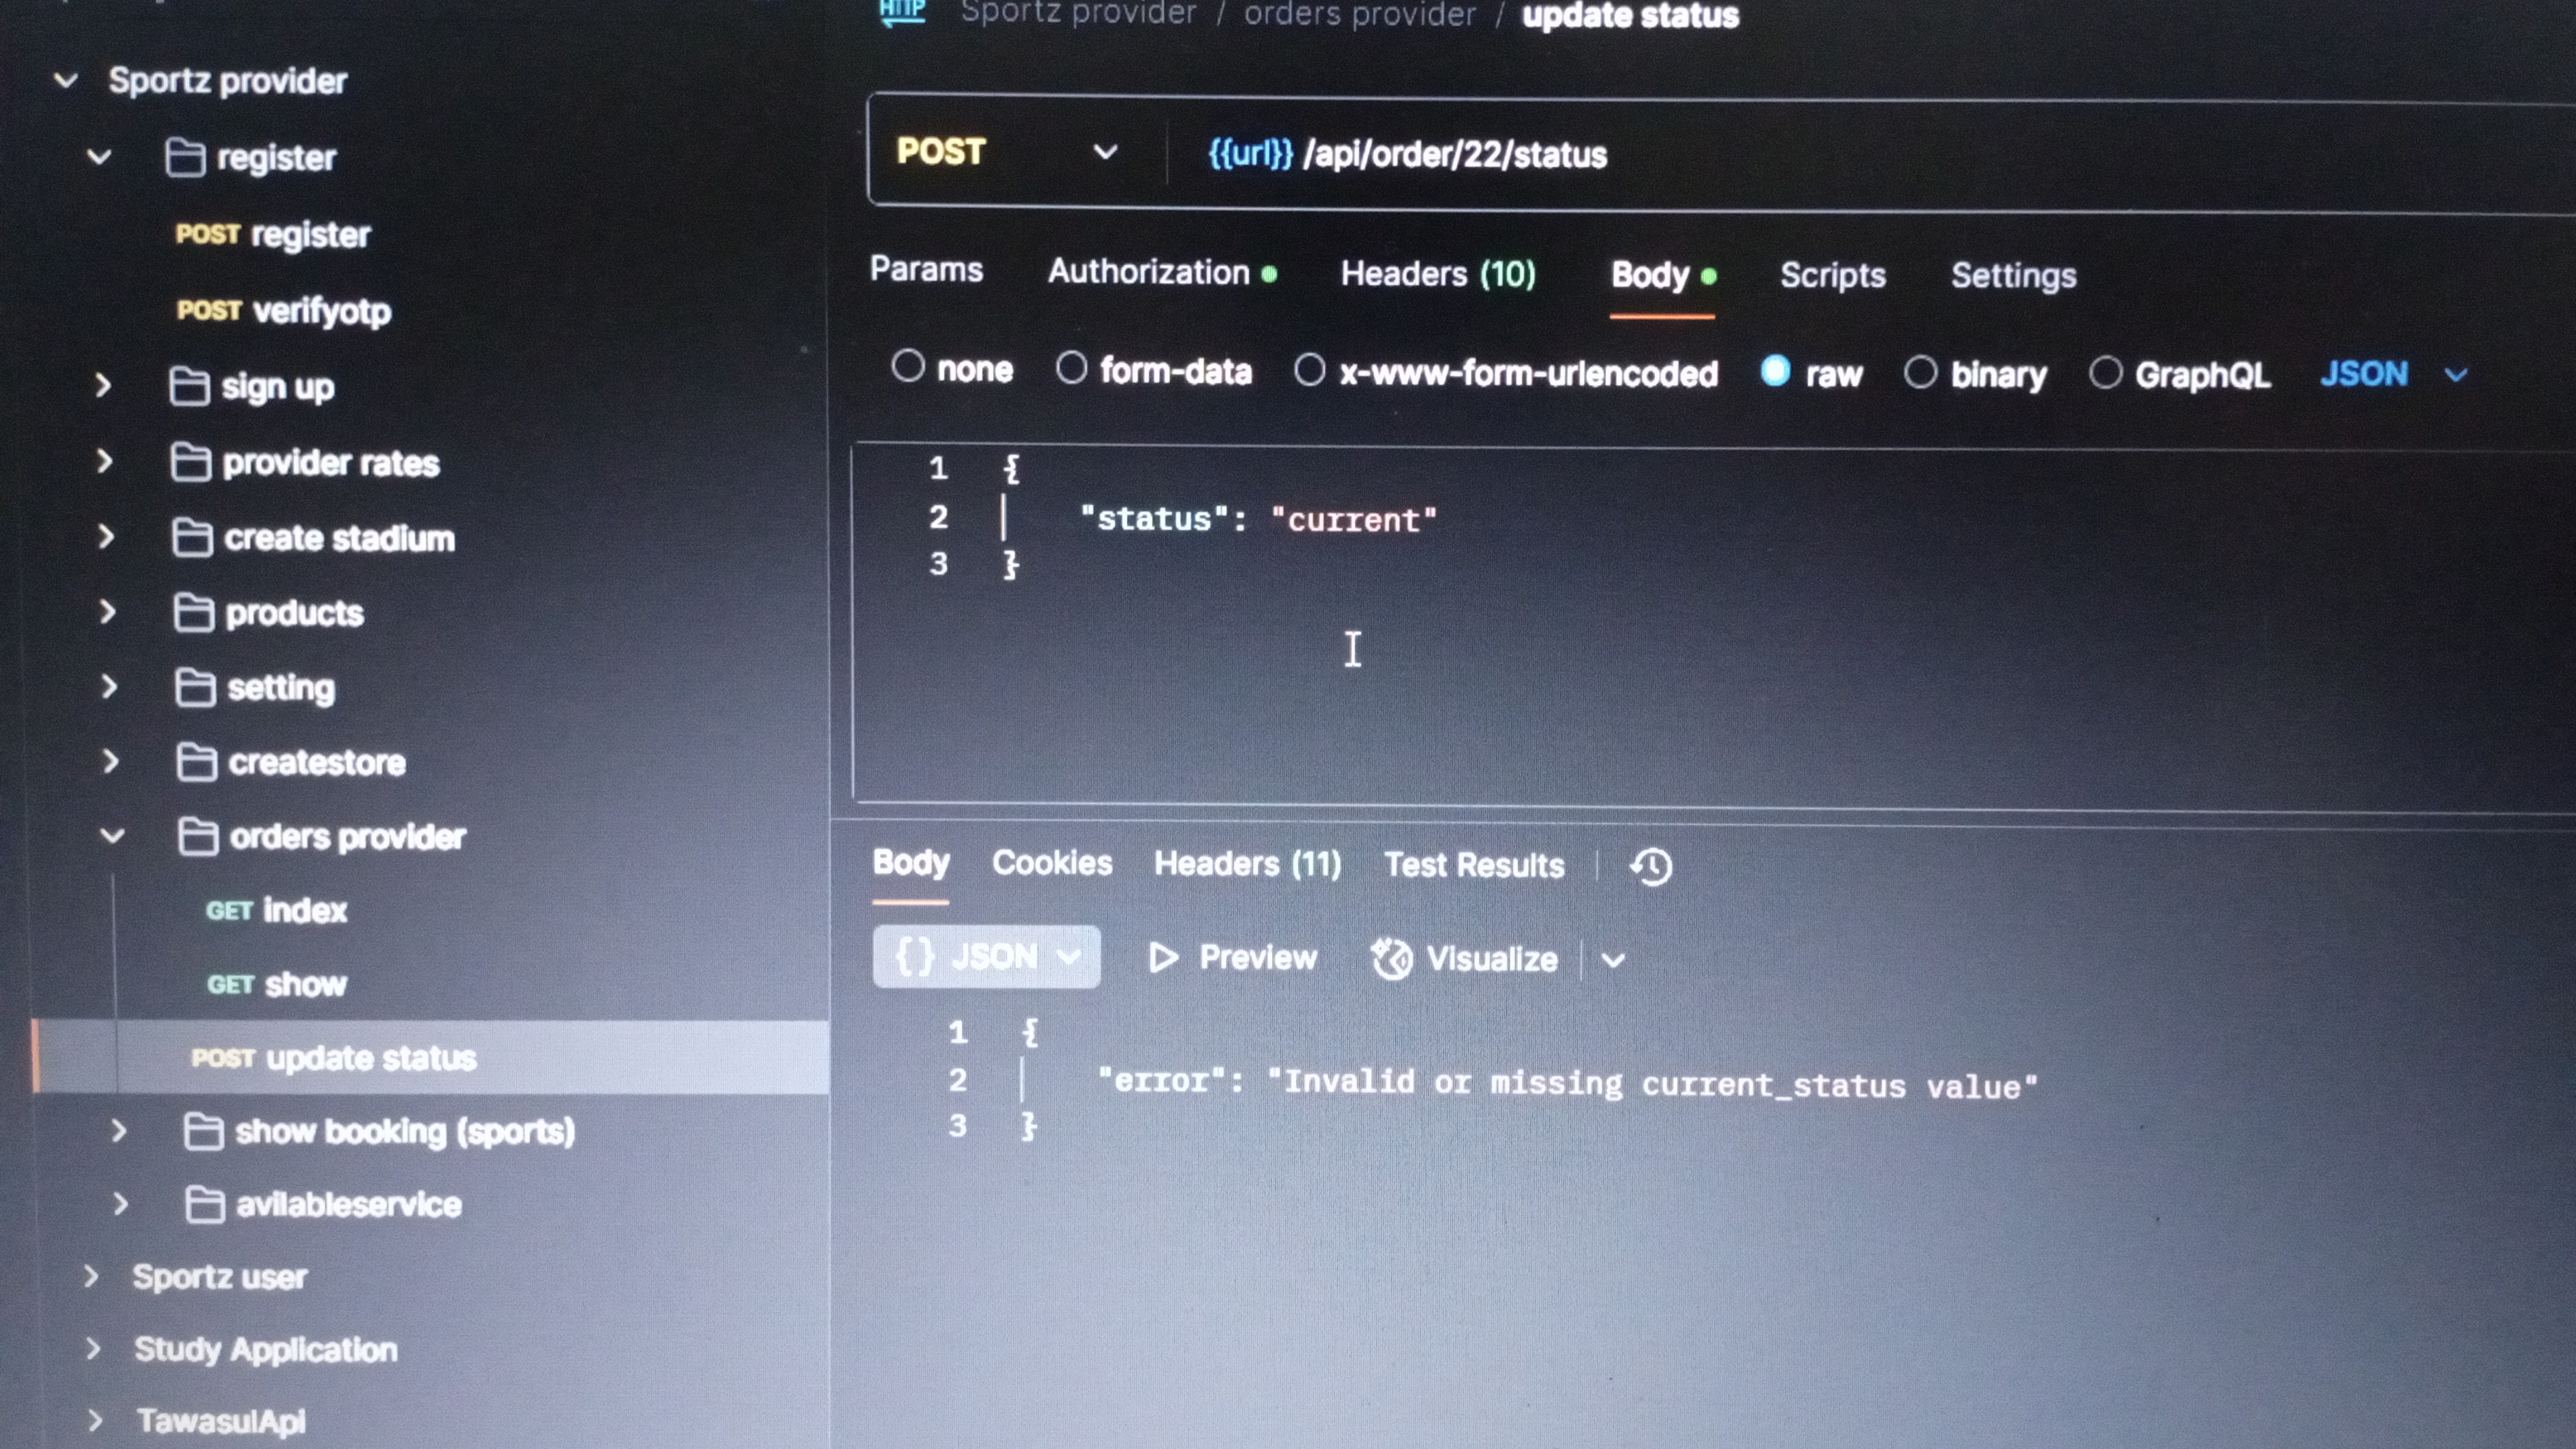 HTTP Sportz provider / orders provider / update status
Sportz provider
register
POST register
POST verifyotp
sign up
provider rates
create stadium
products
setting
createstore
orders provider
GET index
GET show
POST update status
show booking (sports)
avilableservice
Sportz user
Study Application
TawasulApi
POST {{url}} /api/order/22/status
Params Authorization Headers (10) Body Scripts Settings
none form-data x-www-form-urlencoded raw binary GraphQL JSON
1 {
2 "status": "current"
3 }
Body Cookies Headers (11) Test Results
{} JSON Preview Visualize
1 {
2 "error": "Invalid or missing current_status value"
3 }